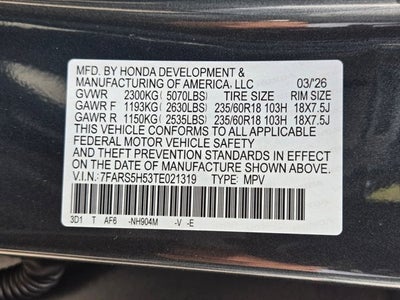 MFD. BY HONDA DEVELOPMENT &
MANUFACTURING OF AMERICA, LLC 03/'26
GVWR 2300KG (5070LBS) TIRE SIZE RIM SIZE
GAWR F 1193KG (2630LBS) 235/60R18 103H 18X7.5J
GAWR R 1150KG (2535LBS) 235/60R18 103H 18X7.5J
THIS VEHICLE CONFORMS TO ALL APPLICABLE
FEDERAL MOTOR VEHICLE SAFETY
AND THEFT PREVENTION STANDARDS IN EFFECT ON THE
DATE OF MANUFACTURE SHOWN ABOVE.
V.I.N.: 7FARS5H53TE021319 TYPE: MPV
3D1 T AF6 -NH904M -V -E